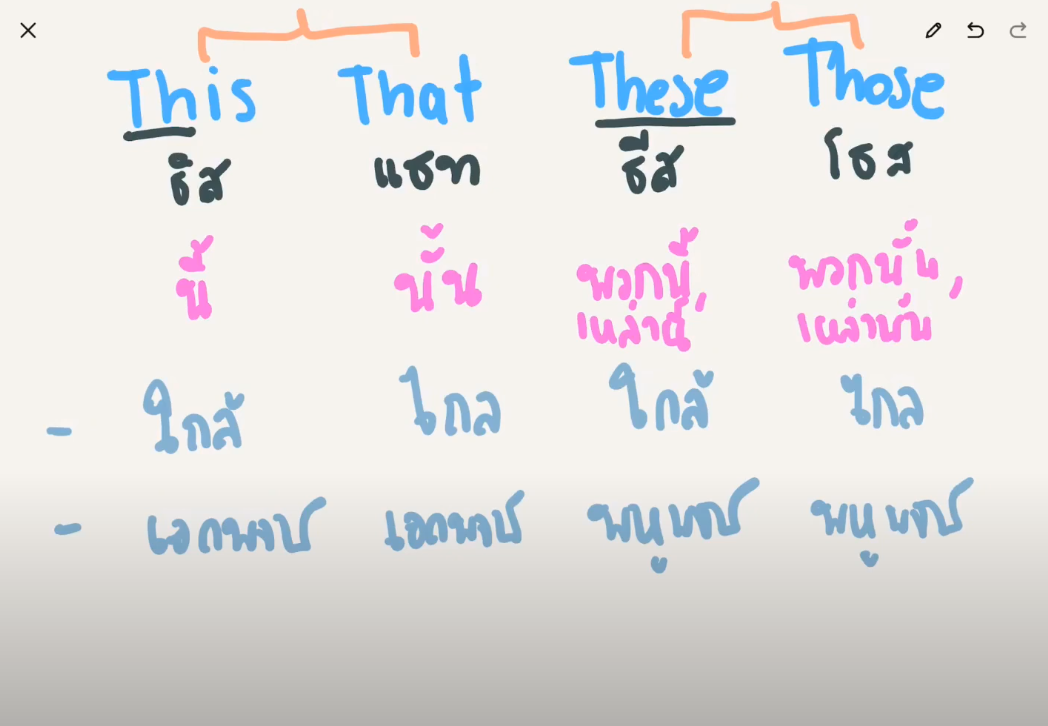 This That These Those
ธิส แธท ธีส โธส
นี้ นั้น พวกนี้, พวกนั้น,
เหล่านี้ เหล่านั้น
- ใกล้ ไกล ใกล้ ไกล
- เอกพจน์ เอกพจน์ พหูพจน์ พหูพจน์